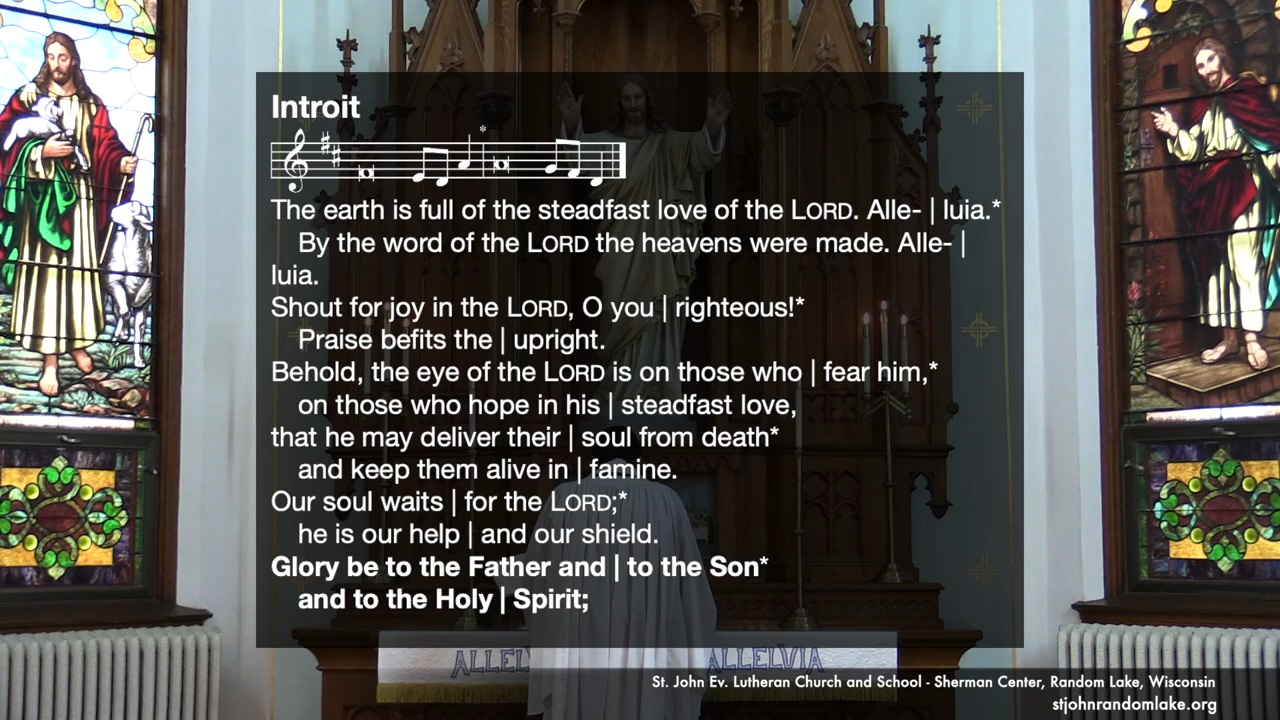 Introit
*
The earth is full of the steadfast love of the LORD. Alle- | luia.*
By the word of the LORD the heavens were made. Alle- |
luia.
Shout for joy in the LORD, O you | righteous!*
Praise befits the | upright.
Behold, the eye of the LORD is on those who | fear him,*
on those who hope in his | steadfast love,
that he may deliver their | soul from death*
and keep them alive in | famine.
Our soul waits | for the LORD;*
he is our help | and our shield.
Glory be to the Father and | to the Son*
and to the Holy | Spirit;
ALLELVIA
St. John Ev. Lutheran Church and School - Sherman Center, Random Lake, Wisconsin
stjohnrandomlake.org